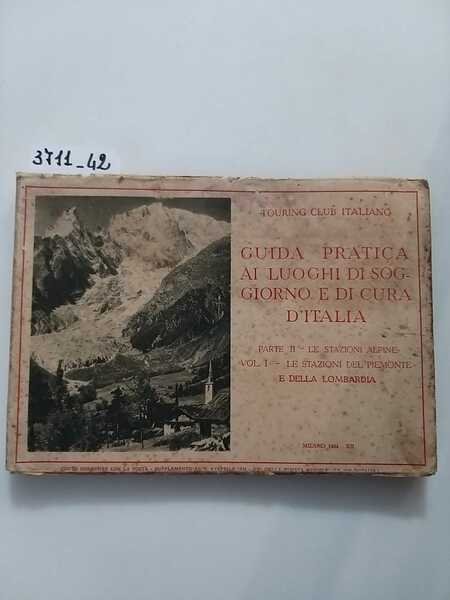 3711_42
TOURING CLUB ITALIANO
GUIDA PRATICA
AI LUOGHI DI SOG-
GIORNO E DI CURA
D'ITALIA
PARTE II - LE STAZIONI ALPINE
VOL. I - LE STAZIONI DEL PIEMONTE
E DELLA LOMBARDIA
MILANO